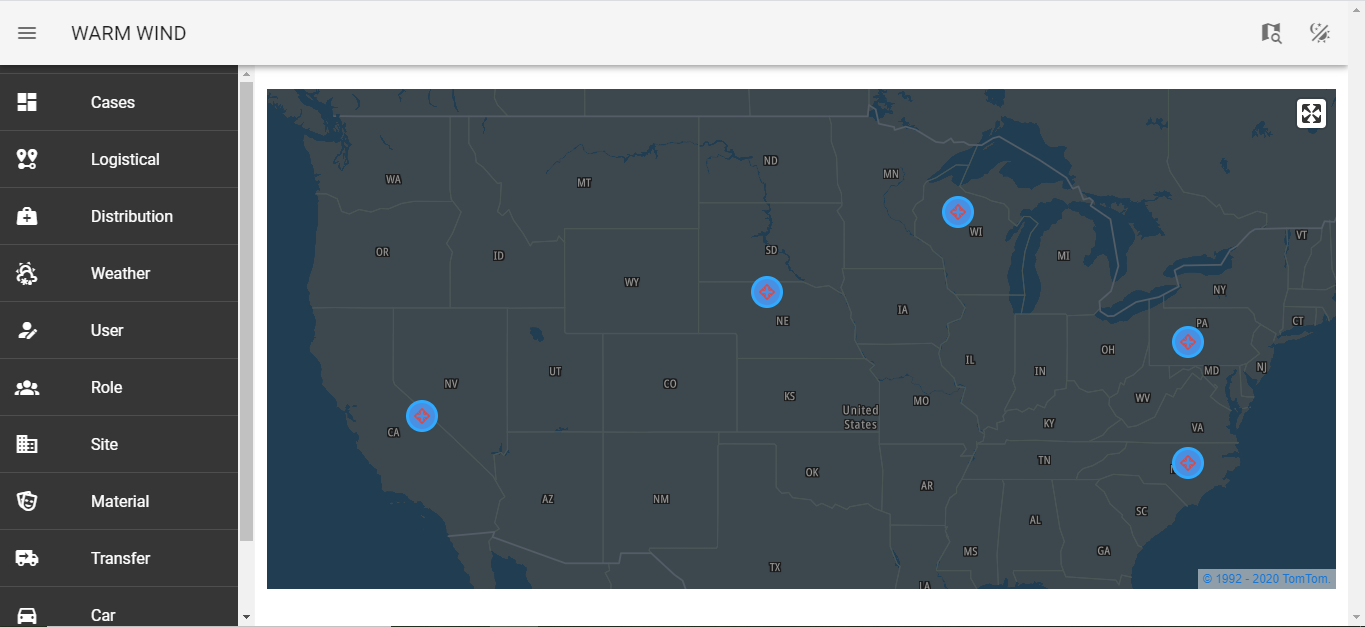 WARM WIND
Cases
Logistical
Distribution
Weather
User
Role
Site
Material
Transfer
Car
WA
MT
ND
MN
OR
ID
WY
SD
WI
MI
VT
NY
NE
IA
PA
CT
NV
UT
CO
KS
MO
IL
IN
OH
MD
NJ
WV
CA
United
States
KY
VA
AZ
NM
OK
AR
TN
SC
AL
MS
GA
TX
LA
© 1992 - 2020 TomTom.